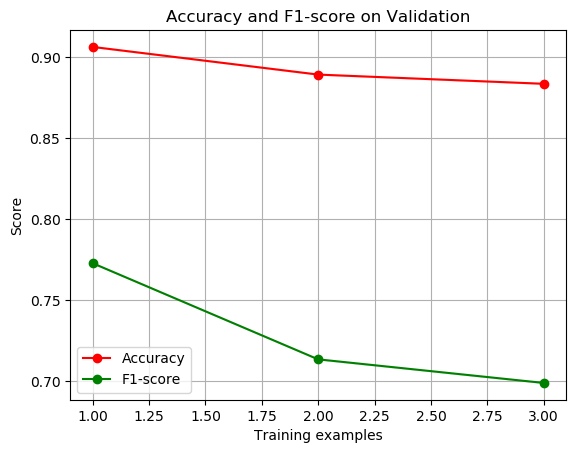 Accuracy and F1-score on Validation
0.90
0.85
0.80
0.75
0.70
Score
Accuracy
F1-score
1.00 1.25 1.50 1.75 2.00 2.25 2.50 2.75 3.00
Training examples